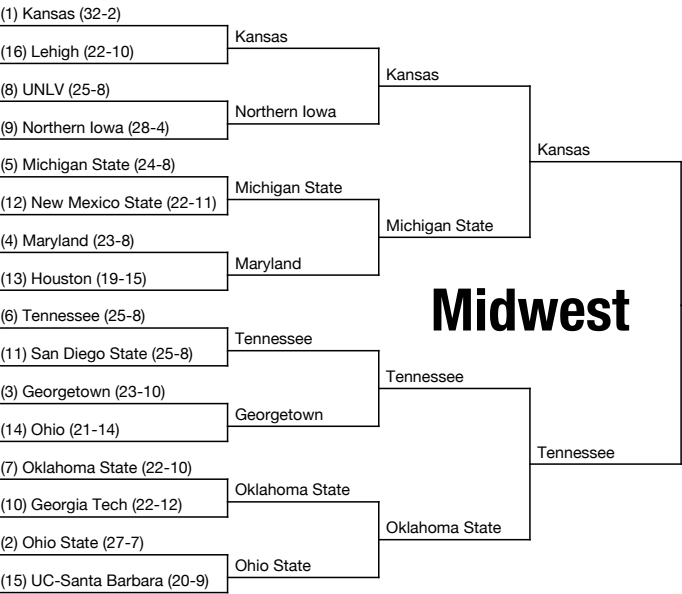 (1) Kansas (32-2)
(16) Lehigh (22-10)
(8) UNLV (25-8)
(9) Northern Iowa (28-4)
(5) Michigan State (24-8)
(12) New Mexico State (22-11)
(4) Maryland (23-8)
(13) Houston (19-15)
(6) Tennessee (25-8)
(11) San Diego State (25-8)
(3) Georgetown (23-10)
(14) Ohio (21-14)
(7) Oklahoma State (22-10)
(10) Georgia Tech (22-12)
(2) Ohio State (27-7)
(15) UC-Santa Barbara (20-9)
Kansas
Northern Iowa
Michigan State
Maryland
Tennessee
Georgetown
Oklahoma State
Ohio State
Kansas
Michigan State
Tennessee
Oklahoma State
Kansas
Tennessee
Midwest